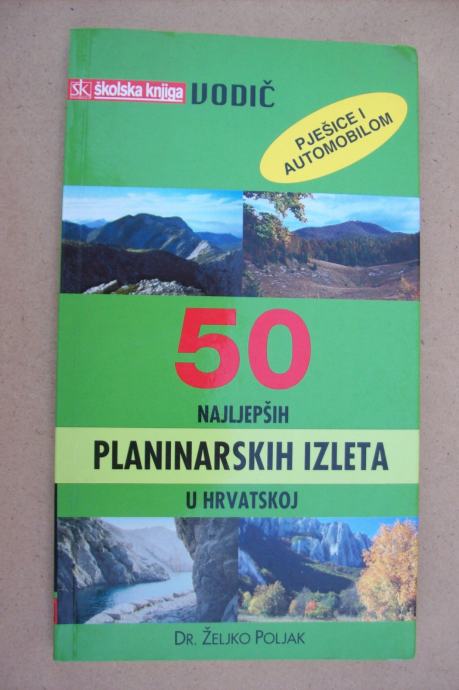 sk školska knjiga VODIČ
PJEŠICE I
AUTOMOBILOM
50
NAJLJEPŠIH
PLANINARSKIH IZLETA
U HRVATSKOJ
DR. ŽELJKO POLJAK